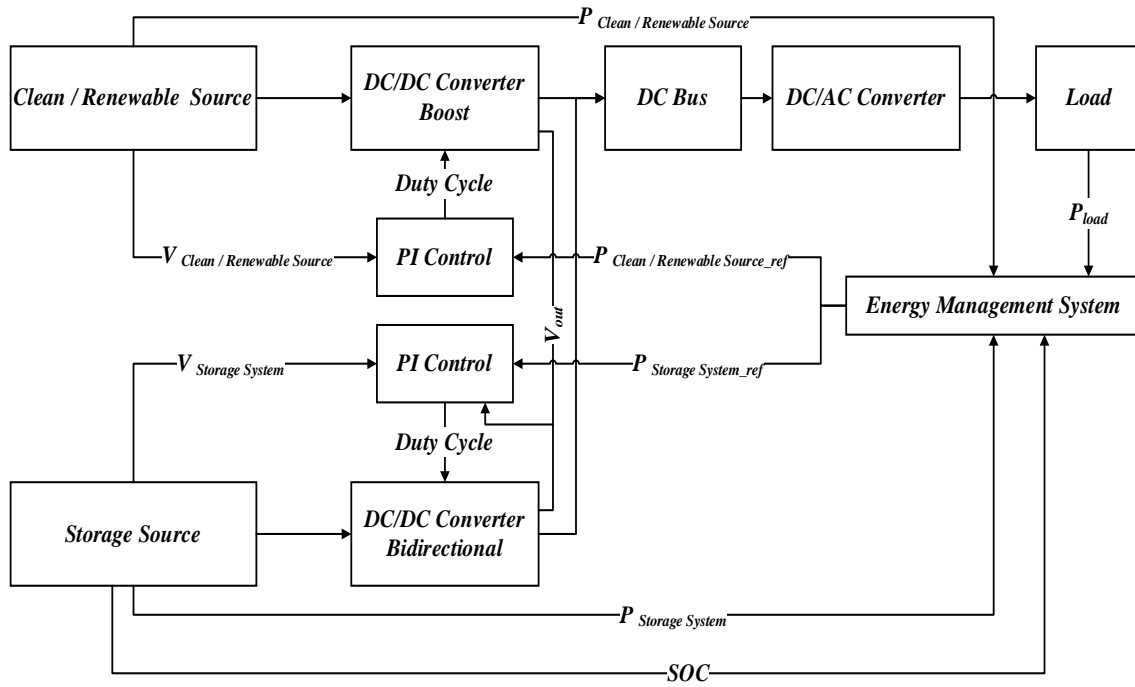 P Clean / Renewable Source
Clean / Renewable Source
DC/DC Converter
Boost
DC Bus
DC/AC Converter
Load
Duty Cycle
P load
V Clean / Renewable Source
PI Control
P Clean / Renewable Source_ref
Energy Management System
V out
V Storage System
PI Control
P Storage System_ref
Duty Cycle
Storage Source
DC/DC Converter
Bidirectional
P Storage System
SOC